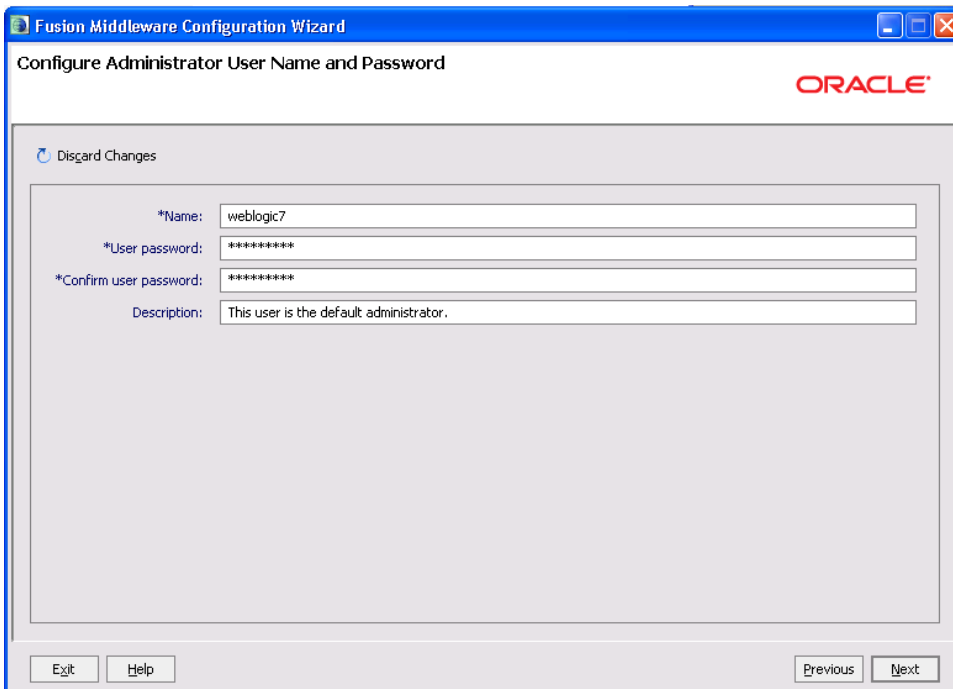 Fusion Middleware Configuration Wizard
Configure Administrator User Name and Password
ORACLE
Discard Changes
*Name: weblogic7
*User password: *********
*Confirm user password: *********
Description: This user is the default administrator.
Exit Help Previous Next